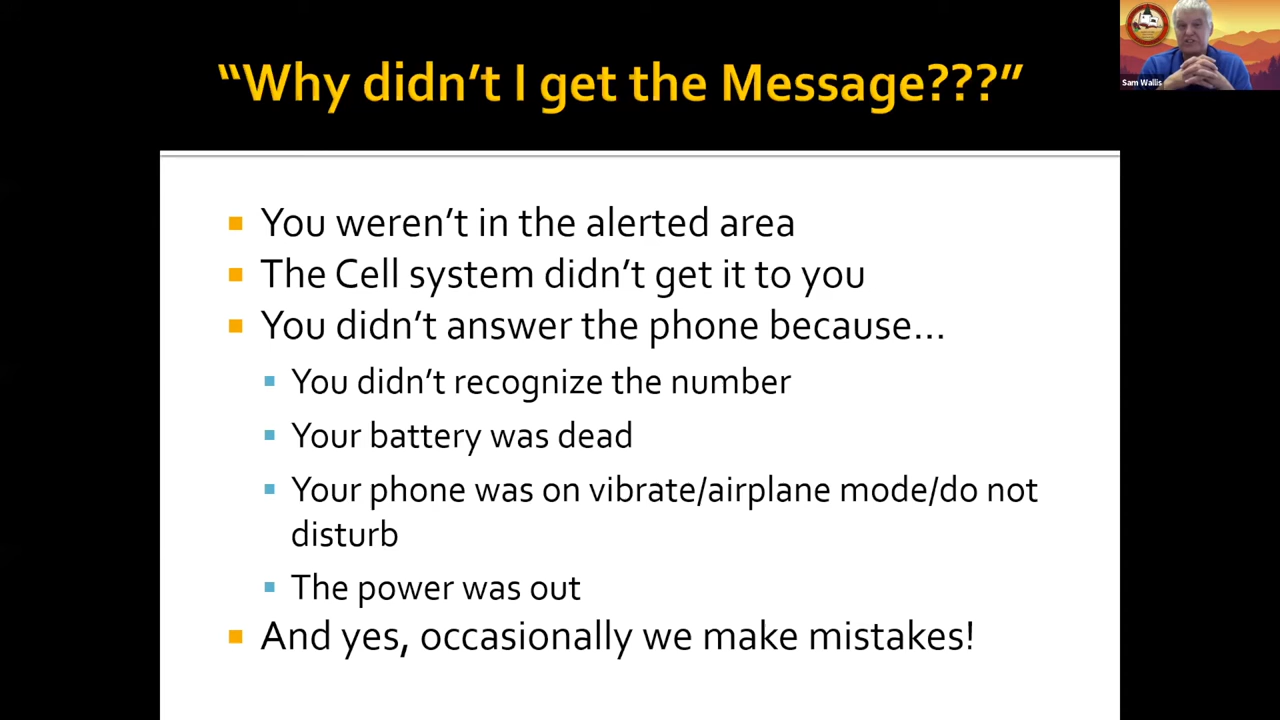 “Why didn’t I get the Message???”
Sam Wallis
You weren’t in the alerted area
The Cell system didn’t get it to you
You didn’t answer the phone because…
You didn’t recognize the number
Your battery was dead
Your phone was on vibrate/airplane mode/do not
disturb
The power was out
And yes, occasionally we make mistakes!